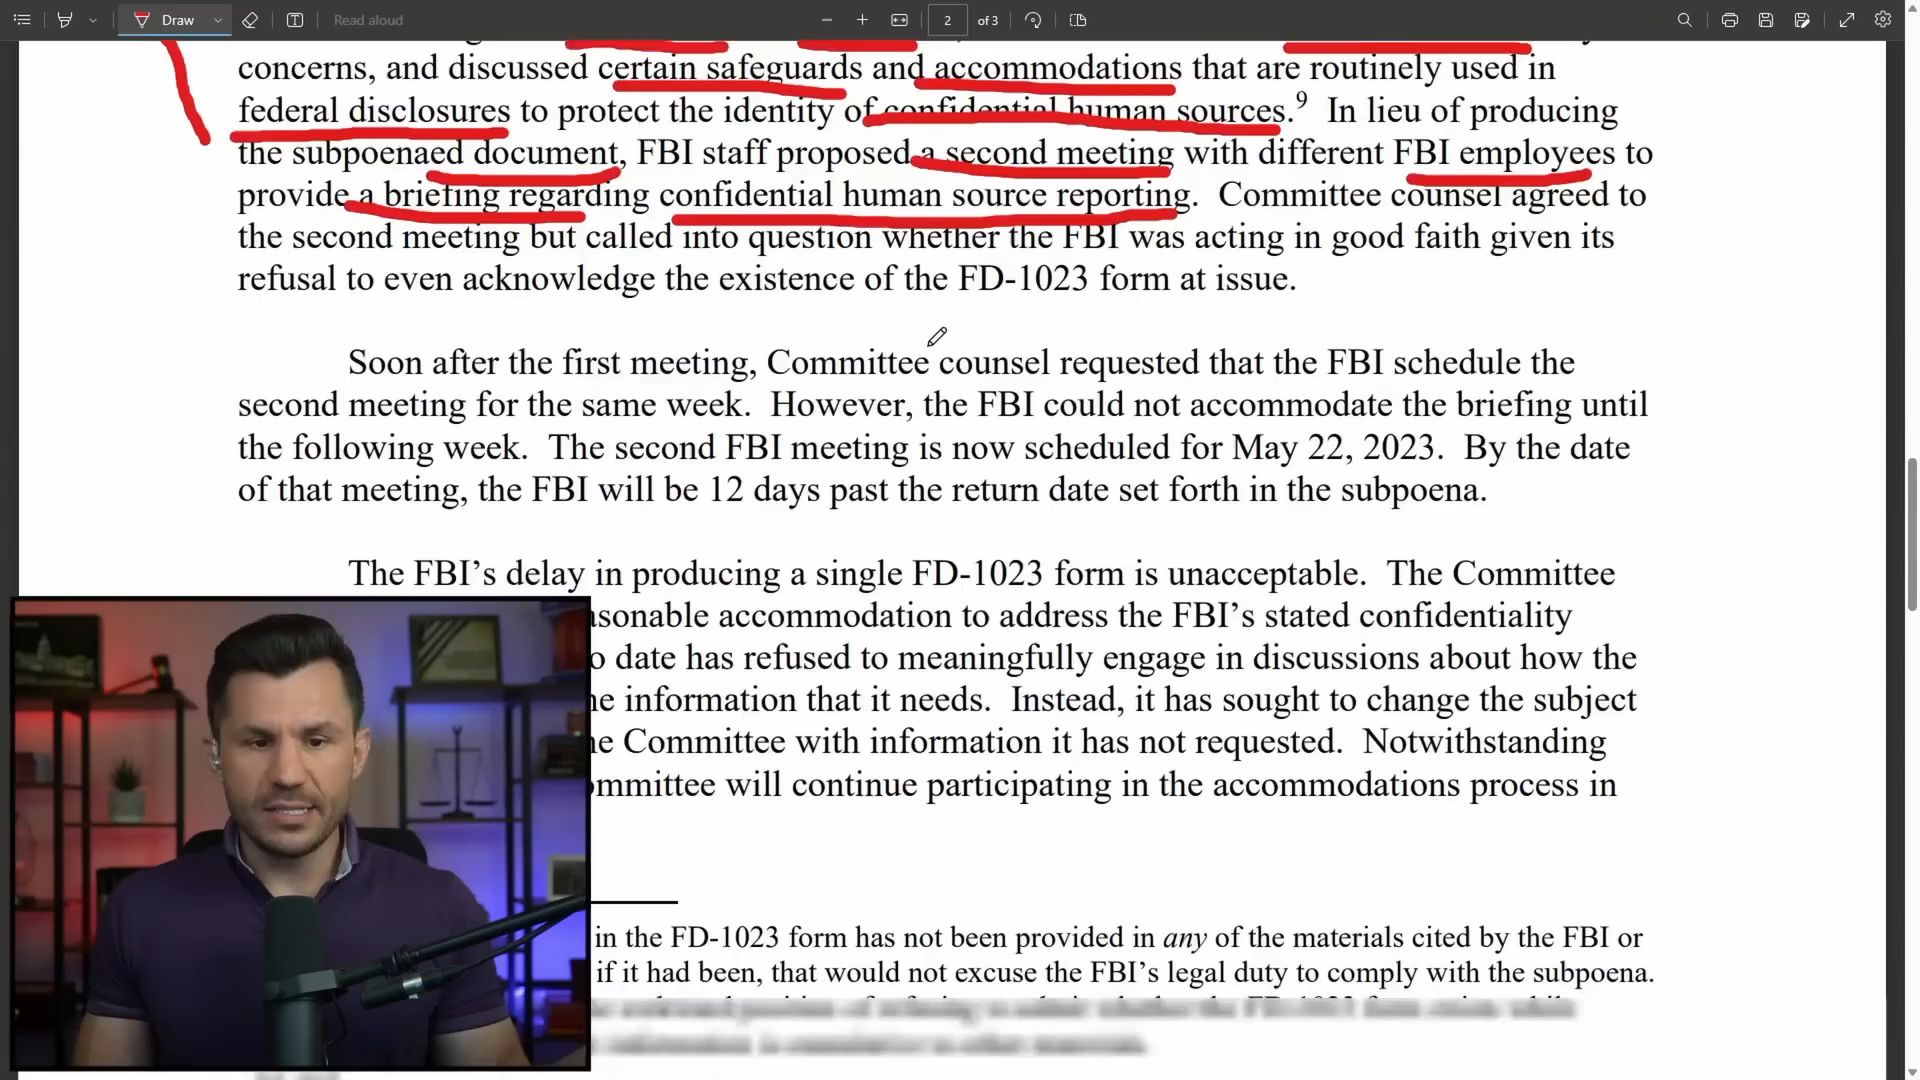 Draw
Read aloud
2 of 3
concerns, and discussed certain safeguards and accommodations that are routinely used in
federal disclosures to protect the identity of confidential human sources.9 In lieu of producing
the subpoenaed document, FBI staff proposed a second meeting with different FBI employees to
provide a briefing regarding confidential human source reporting. Committee counsel agreed to
the second meeting but called into question whether the FBI was acting in good faith given its
refusal to even acknowledge the existence of the FD-1023 form at issue.
Soon after the first meeting, Committee counsel requested that the FBI schedule the
second meeting for the same week. However, the FBI could not accommodate the briefing until
the following week. The second FBI meeting is now scheduled for May 22, 2023. By the date
of that meeting, the FBI will be 12 days past the return date set forth in the subpoena.
The FBI’s delay in producing a single FD-1023 form is unacceptable. The Committee
asonable accommodation to address the FBI’s stated confidentiality
o date has refused to meaningfully engage in discussions about how the
e information that it needs. Instead, it has sought to change the subject
e Committee with information it has not requested. Notwithstanding
ommittee will continue participating in the accommodations process in
in the FD-1023 form has not been provided in any of the materials cited by the FBI or
if it had been, that would not excuse the FBI’s legal duty to comply with the subpoena.